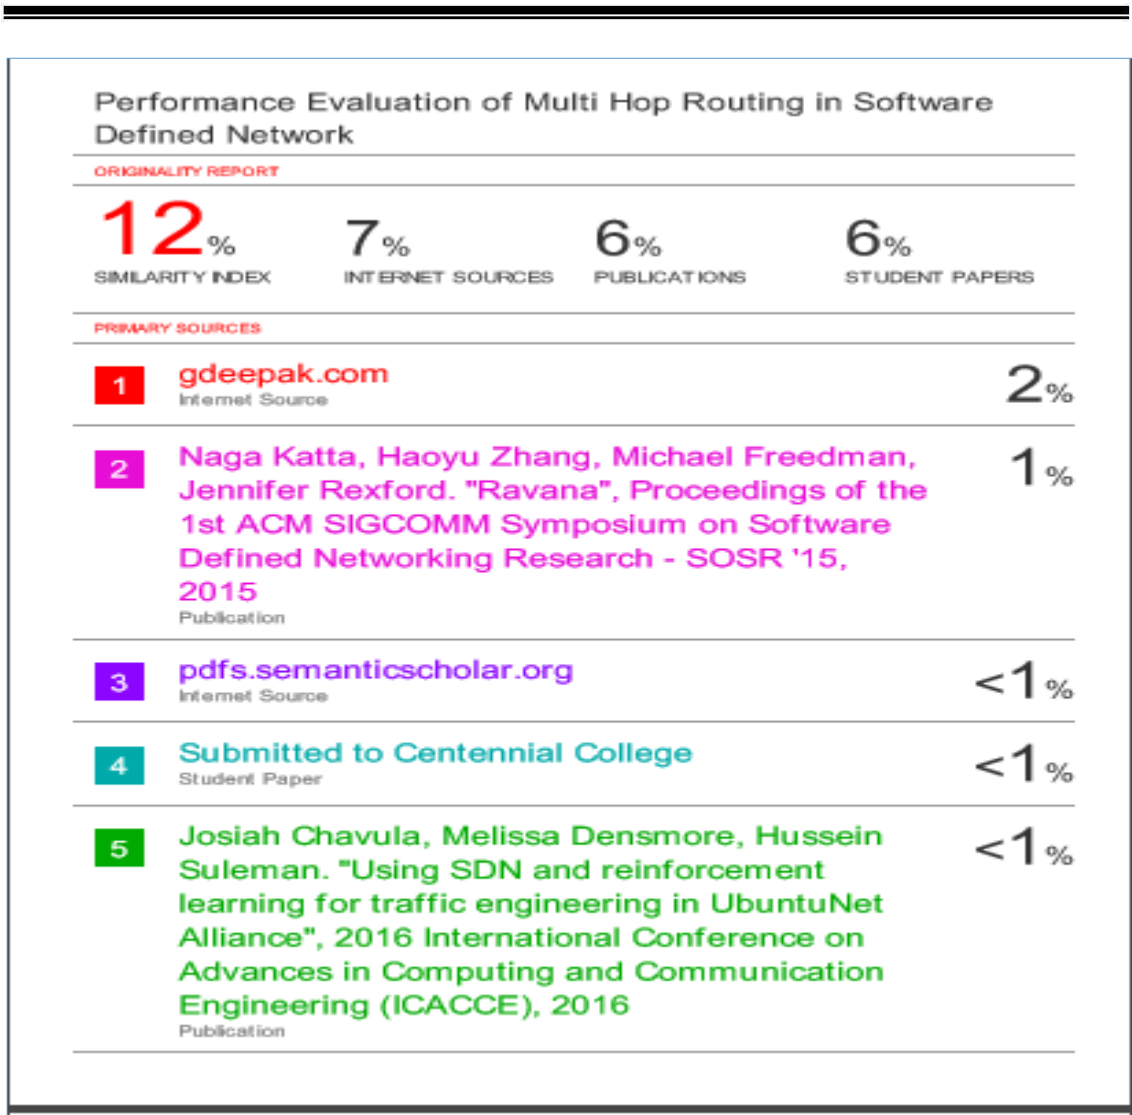 Performance Evaluation of Multi Hop Routing in Software
Defined Network
ORIGINALITY REPORT
12% 7% 6% 6%
SIMILARITY INDEX INTERNET SOURCES PUBLICATIONS STUDENT PAPERS
PRIMARY SOURCES
1 gdeepak.com 2%
Internet Source
2 Naga Katta, Haoyu Zhang, Michael Freedman, 1%
Jennifer Rexford. "Ravana", Proceedings of the
1st ACM SIGCOMM Symposium on Software
Defined Networking Research - SOSR '15,
2015
Publication
3 pdfs.semanticscholar.org <1%
Internet Source
4 Submitted to Centennial College <1%
Student Paper
5 Josiah Chavula, Melissa Densmore, Hussein <1%
Suleman. "Using SDN and reinforcement
learning for traffic engineering in UbuntuNet
Alliance", 2016 International Conference on
Advances in Computing and Communication
Engineering (ICACCE), 2016
Publication